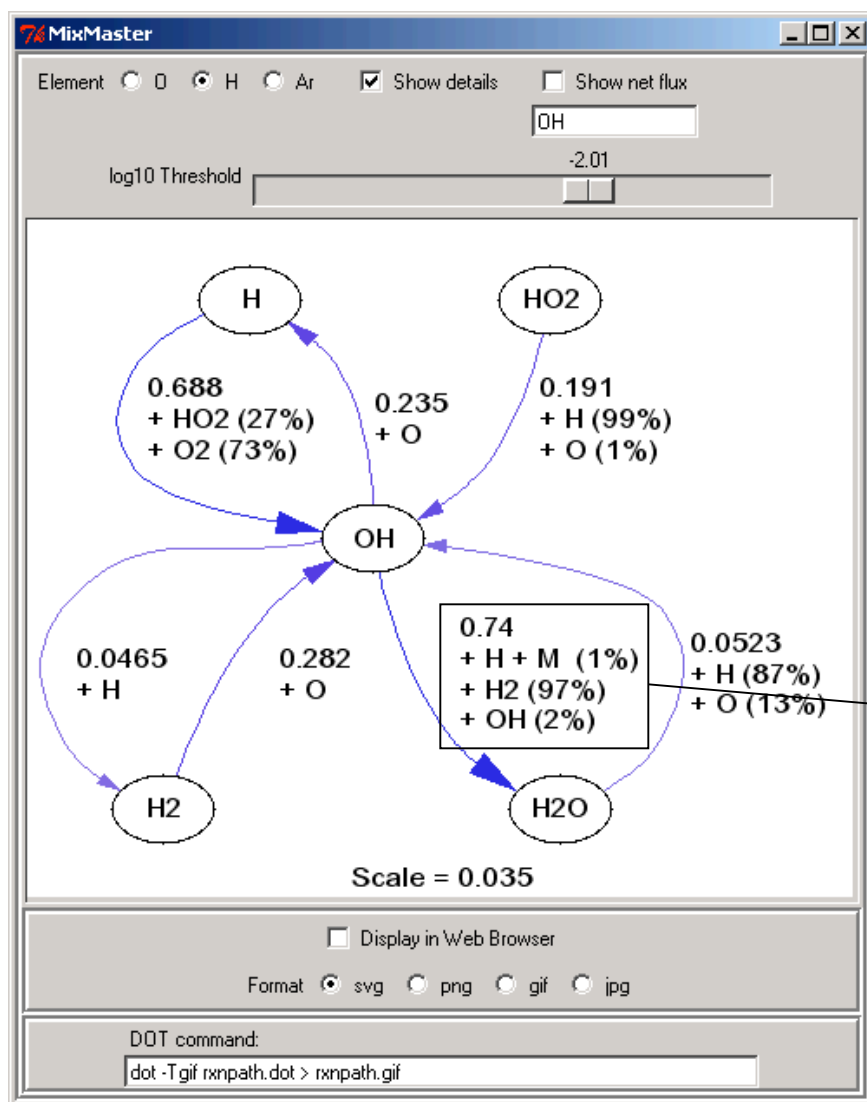 MixMaster
Element O H Ar Show details Show net flux
OH
-2.01
log10 Threshold
H
HO2
0.688
+ HO2 (27%)
+ O2 (73%)
0.235
+ O
0.191
+ H (99%)
+ O (1%)
OH
0.0465
+ H
0.282
+ O
0.74
+ H + M (1%)
+ H2 (97%)
+ OH (2%)
0.0523
+ H (87%)
+ O (13%)
H2
H2O
Scale = 0.035
Display in Web Browser
Format svg png gif jpg
DOT command:
dot -Tgif rxnpath.dot > rxnpath.gif